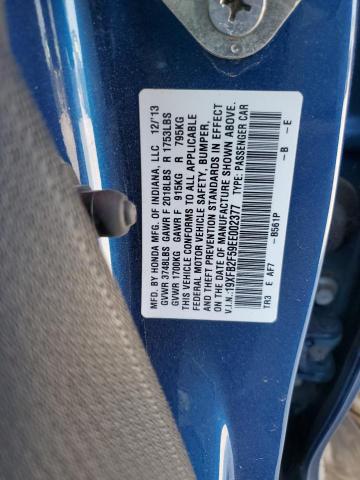 MFD. BY HONDA MFG. OF INDIANA, LLC 12/'13
GVWR 3748LBS GAWR F 2018LBS R 1753LBS
GVWR 1700KG GAWR F 915KG R 795KG
THIS VEHICLE CONFORMS TO ALL APPLICABLE
FEDERAL MOTOR VEHICLE SAFETY, BUMPER,
AND THEFT PREVENTION STANDARDS IN EFFECT
ON THE DATE OF MANUFACTURE SHOWN ABOVE.
V.I.N.:19XFB2F59EE002377 TYPE: PASSENGER CAR
TR3 E AF7 -B561P -B -E